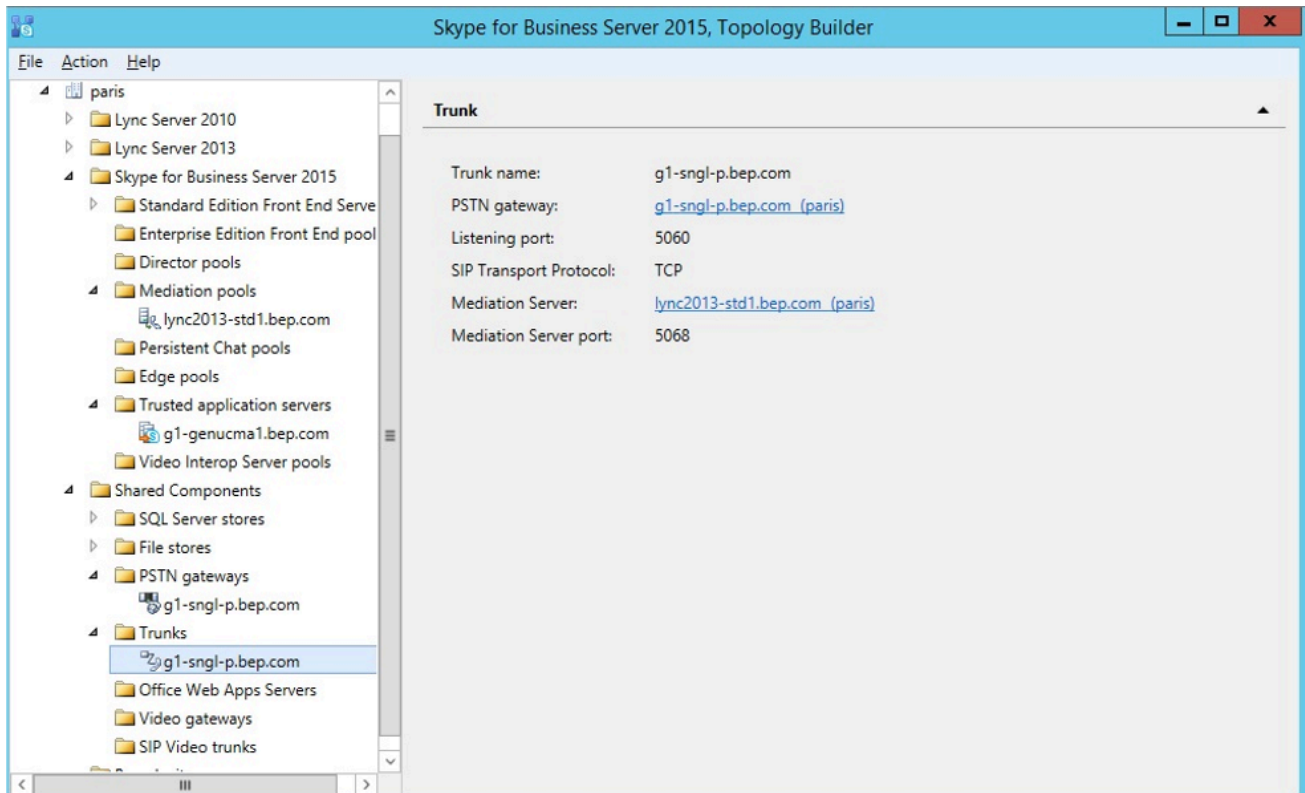 Skype for Business Server 2015, Topology Builder
File Action Help
paris
Lync Server 2010
Lync Server 2013
Skype for Business Server 2015
Standard Edition Front End Serve
Enterprise Edition Front End pool
Director pools
Mediation pools
lync2013-std1.bep.com
Persistent Chat pools
Edge pools
Trusted application servers
g1-genucma1.bep.com
Video Interop Server pools
Shared Components
SQL Server stores
File stores
PSTN gateways
g1-sngl-p.bep.com
Trunks
g1-sngl-p.bep.com
Office Web Apps Servers
Video gateways
SIP Video trunks
Trunk
Trunk name: g1-sngl-p.bep.com
PSTN gateway: g1-sngl-p.bep.com (paris)
Listening port: 5060
SIP Transport Protocol: TCP
Mediation Server: lync2013-std1.bep.com (paris)
Mediation Server port: 5068